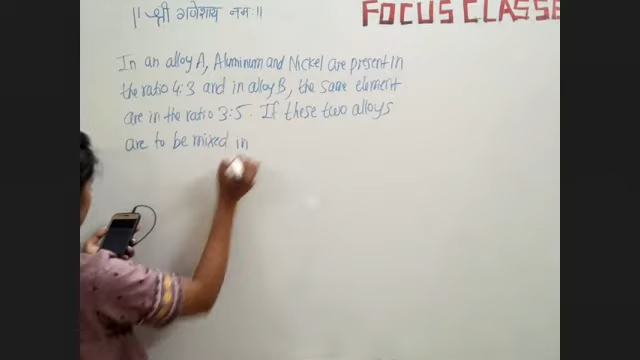 ॥ श्री गणेशाय नमः ॥
FOCUS CLASSE
In an alloy A, Aluminum and Nickel are present in
the ratio 4:3 and in alloy B, the same element
are in the ratio 3:5. If these two alloys
are to be mixed in